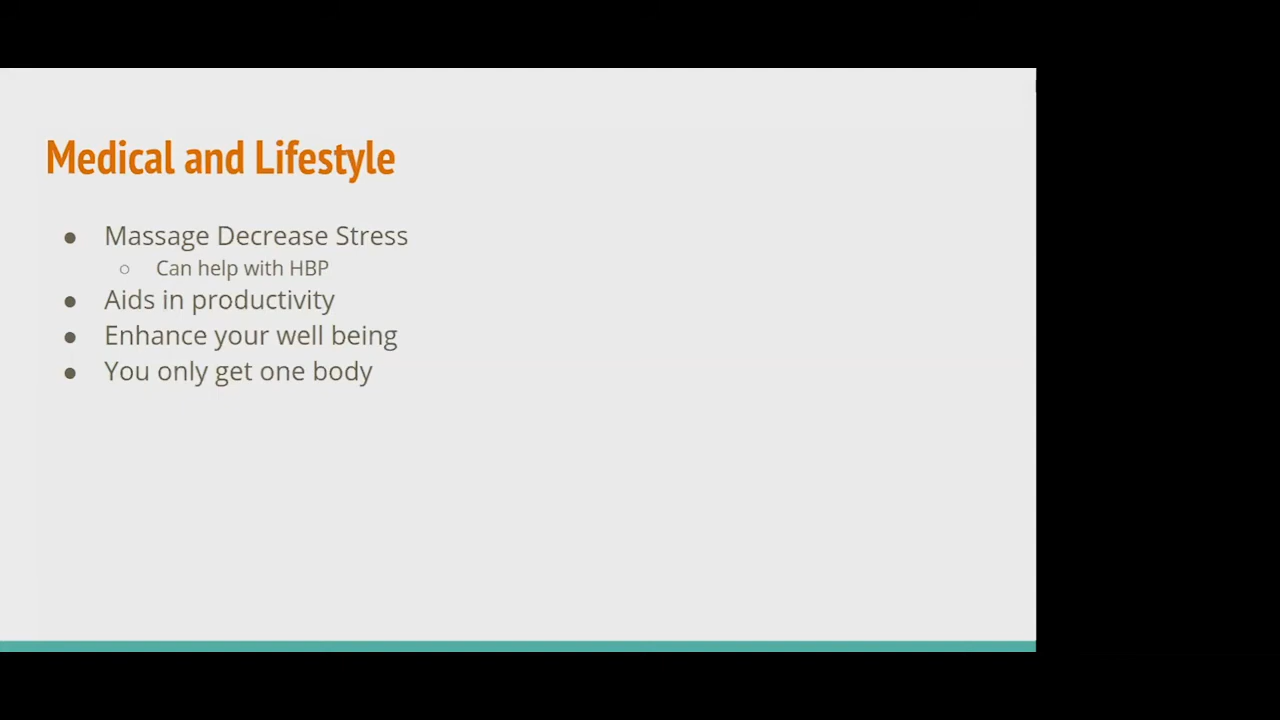 Medical and Lifestyle
● Massage Decrease Stress
○ Can help with HBP
● Aids in productivity
● Enhance your well being
● You only get one body